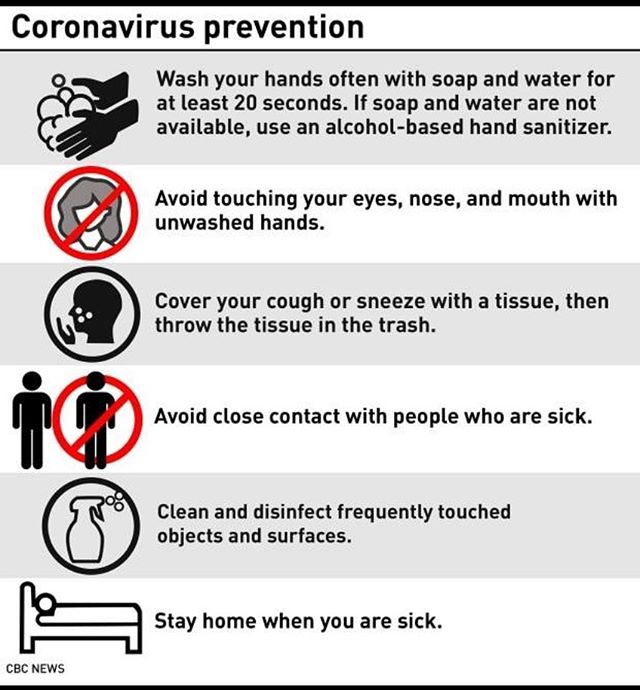 Coronavirus prevention
Wash your hands often with soap and water for
at least 20 seconds. If soap and water are not
available, use an alcohol-based hand sanitizer.
Avoid touching your eyes, nose, and mouth with
unwashed hands.
Cover your cough or sneeze with a tissue, then
throw the tissue in the trash.
Avoid close contact with people who are sick.
Clean and disinfect frequently touched
objects and surfaces.
Stay home when you are sick.
CBC NEWS